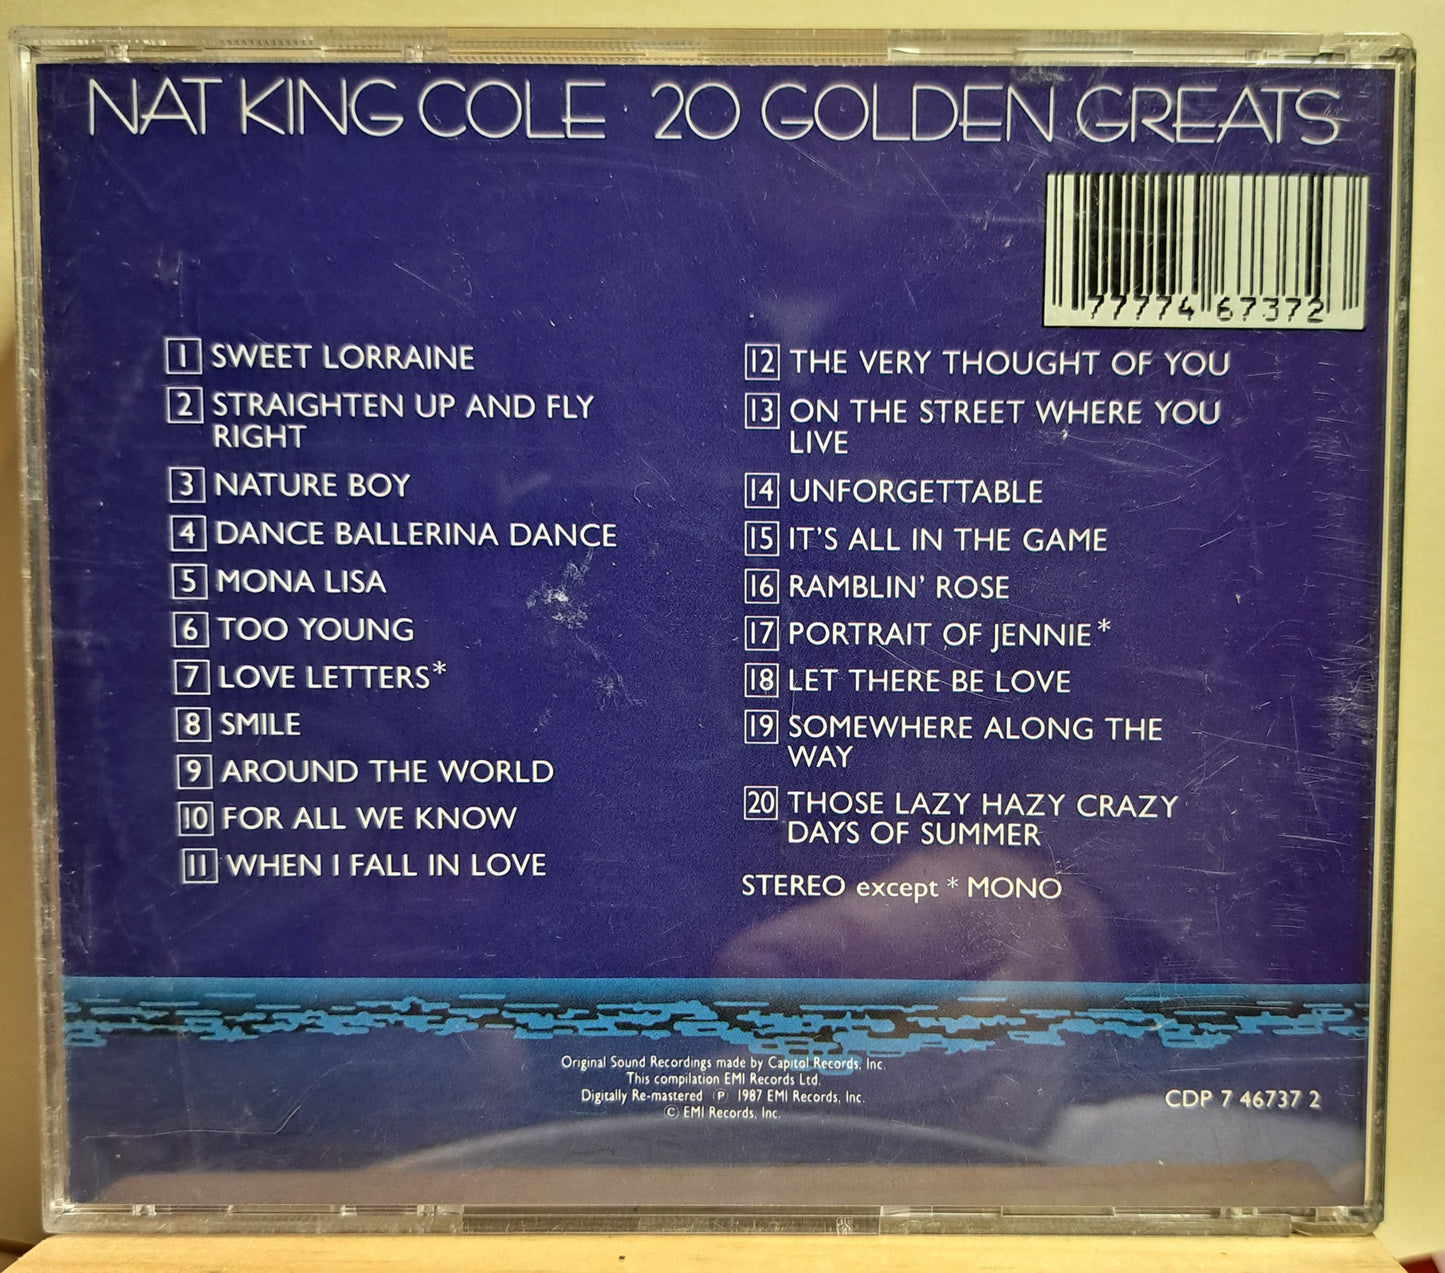 NAT KING COLE · 20 GOLDEN GREATS
77774 67372
1 SWEET LORRAINE
2 STRAIGHTEN UP AND FLY
RIGHT
3 NATURE BOY
4 DANCE BALLERINA DANCE
5 MONA LISA
6 TOO YOUNG
7 LOVE LETTERS*
8 SMILE
9 AROUND THE WORLD
10 FOR ALL WE KNOW
11 WHEN I FALL IN LOVE
12 THE VERY THOUGHT OF YOU
13 ON THE STREET WHERE YOU
LIVE
14 UNFORGETTABLE
15 IT'S ALL IN THE GAME
16 RAMBLIN' ROSE
17 PORTRAIT OF JENNIE*
18 LET THERE BE LOVE
19 SOMEWHERE ALONG THE
WAY
20 THOSE LAZY HAZY CRAZY
DAYS OF SUMMER
STEREO except * MONO
Original Sound Recordings made by Capitol Records, Inc.
This compilation EMI Records Ltd.
Digitally Re-mastered ℗ 1987 EMI Records, Inc.
© EMI Records, Inc.
CDP 7 46737 2